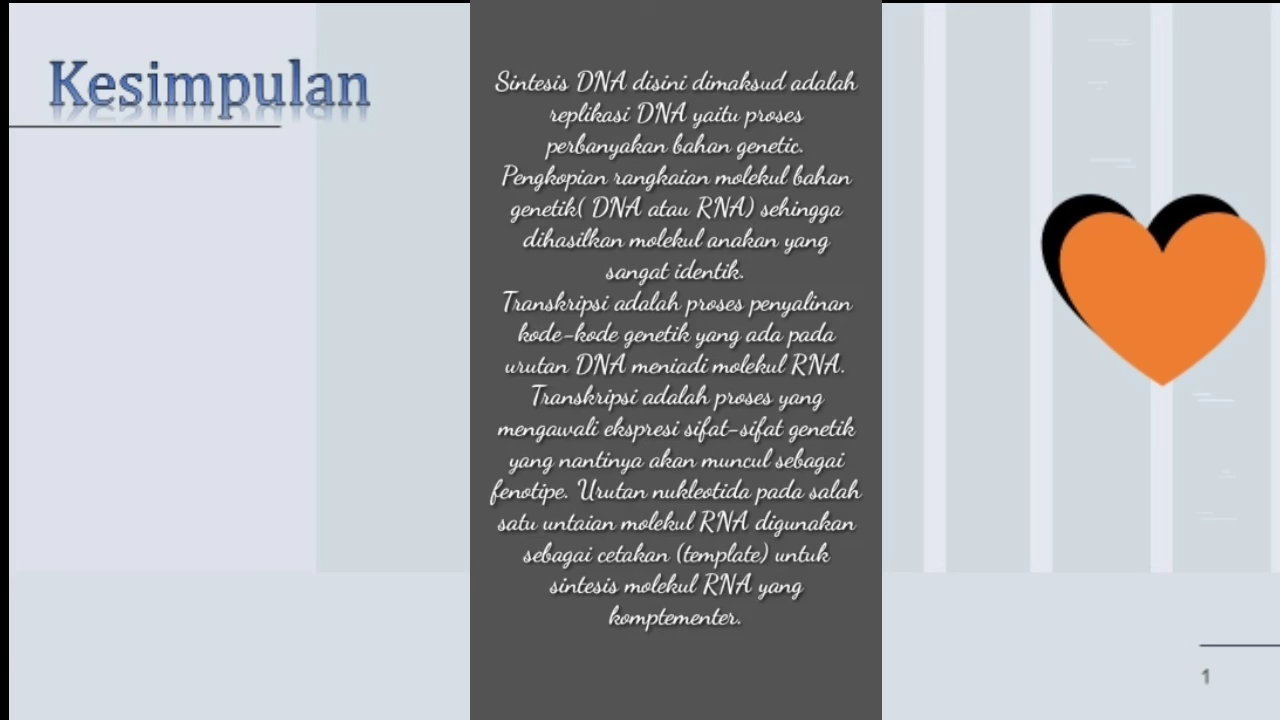 Kesimpulan
Sintesis DNA disini dimaksud adalah
replikasi DNA yaitu proses
perbanyakan bahan genetic.
Pengkopian rangkaian molekul bahan
genetik( DNA atau RNA) sehingga
dihasilkan molekul anakan yang
sangat identik.
Transkripsi adalah proses penyalinan
kode-kode genetik yang ada pada
urutan DNA meniadi molekul RNA.
Transkripsi adalah proses yang
mengawali ekspresi sifat-sifat genetik
yang nantinya akan muncul sebagai
fenotipe. Urutan nukleotida pada salah
satu untaian molekul RNA digunakan
sebagai cetakan (template) untuk
sintesis molekul RNA yang
komptementer.
1